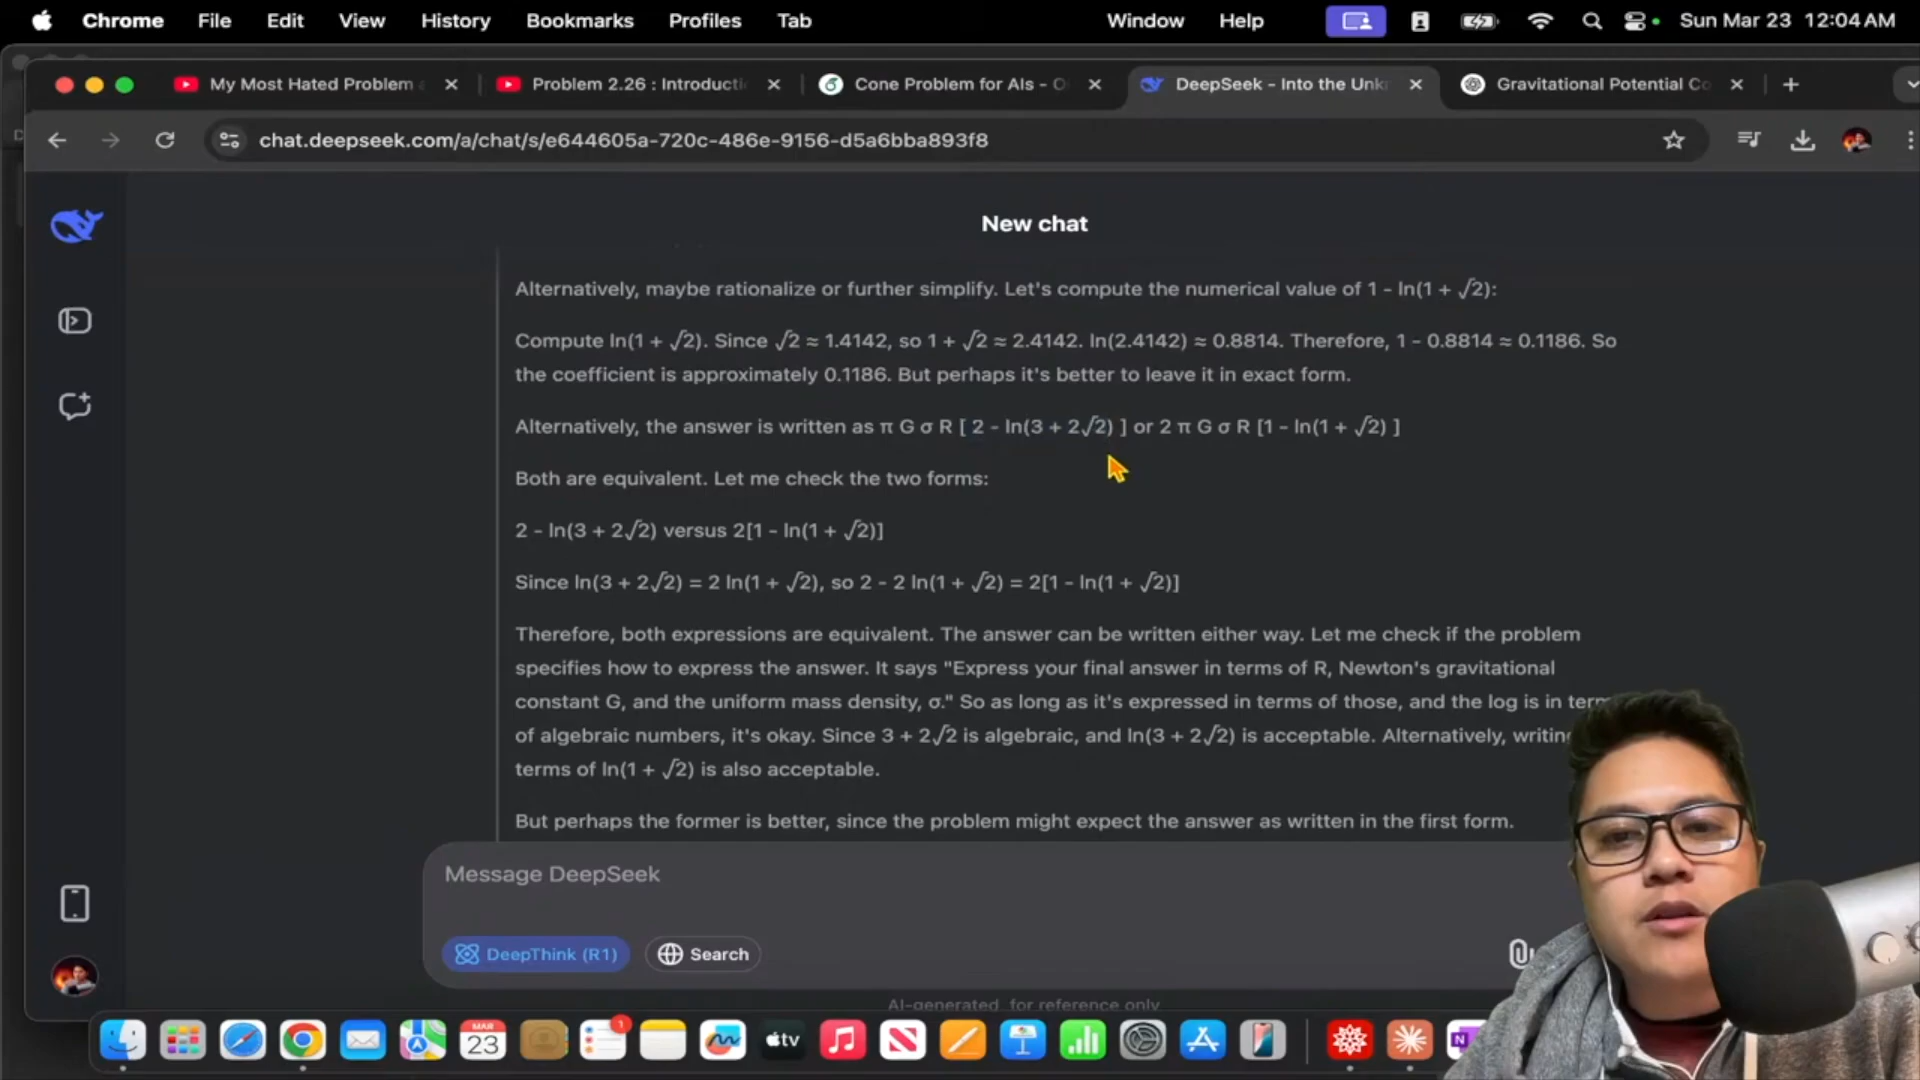 Chrome File Edit View History Bookmarks Profiles Tab Window Help Sun Mar 23 12:04 AM
My Most Hated Problem Problem 2.26 : Introducti Cone Problem for AIs - O DeepSeek - Into the Unk Gravitational Potential Co
chat.deepseek.com/a/chat/s/e644605a-720c-486e-9156-d5a6bba893f8
New chat
Alternatively, maybe rationalize or further simplify. Let's compute the numerical value of 1 - ln(1 + √2):
Compute ln(1 + √2). Since √2 ≈ 1.4142, so 1 + √2 ≈ 2.4142. ln(2.4142) ≈ 0.8814. Therefore, 1 - 0.8814 ≈ 0.1186. So
the coefficient is approximately 0.1186. But perhaps it's better to leave it in exact form.
Alternatively, the answer is written as π G σ R [ 2 - ln(3 + 2√2) ] or 2 π G σ R [1 - ln(1 + √2) ]
Both are equivalent. Let me check the two forms:
2 - ln(3 + 2√2) versus 2[1 - ln(1 + √2)]
Since ln(3 + 2√2) = 2 ln(1 + √2), so 2 - 2 ln(1 + √2) = 2[1 - ln(1 + √2)]
Therefore, both expressions are equivalent. The answer can be written either way. Let me check if the problem
specifies how to express the answer. It says "Express your final answer in terms of R, Newton's gravitational
constant G, and the uniform mass density, σ." So as long as it's expressed in terms of those, and the log is in term
of algebraic numbers, it's okay. Since 3 + 2√2 is algebraic, and ln(3 + 2√2) is acceptable. Alternatively, writin
terms of ln(1 + √2) is also acceptable.
But perhaps the former is better, since the problem might expect the answer as written in the first form.
Message DeepSeek
DeepThink (R1) Search
AI-generated, for reference only
MAR
23
1
tv
N